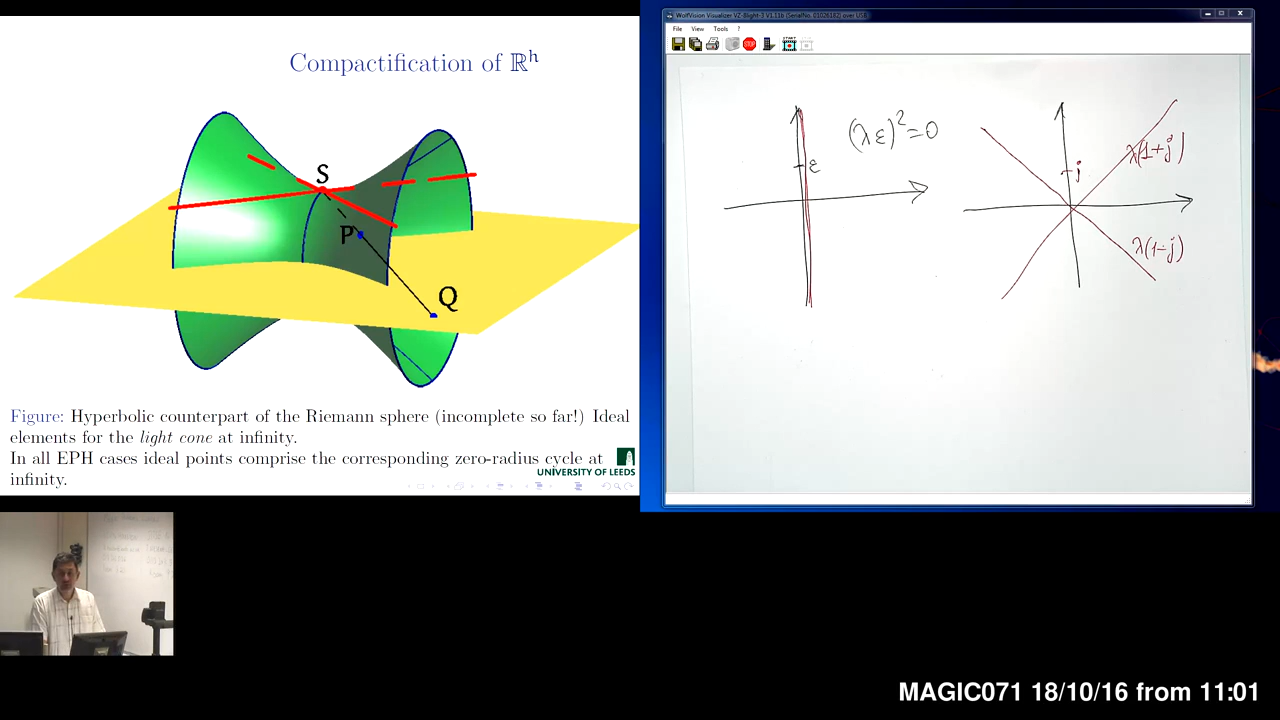 Compactification of ℝʰ
S
P
Q
Figure: Hyperbolic counterpart of the Riemann sphere (incomplete so far!) Ideal
elements for the light cone at infinity.
In all EPH cases ideal points comprise the corresponding zero-radius cycle at
infinity.
UNIVERSITY OF LEEDS
File View Tools ?
STOP
(λε)²=0
ε
λ(1+j)
j
λ(1-j)
MAGIC071 18/10/16 from 11:01